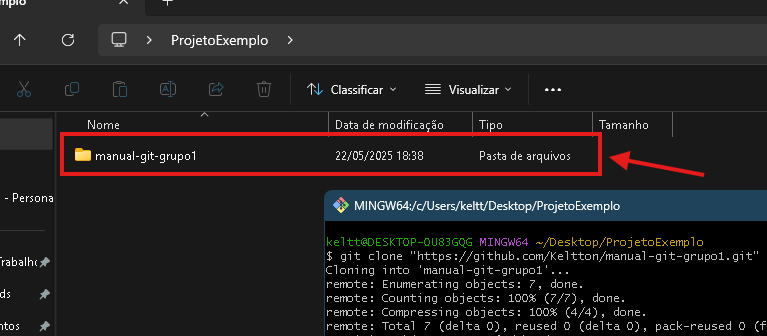 ProjetoExemplo
Classificar
Visualizar
Nome
Data de modificação
Tipo
Tamanho
manual-git-grupo1
22/05/2025 18:38
Pasta de arquivos
- Persona
MINGW64:/c/Users/keltt/Desktop/ProjetoExemplo
keltt@DESKTOP-OU83GQG MINGW64 ~/Desktop/ProjetoExemplo
$ git clone "https://github.com/Keltton/manual-git-grupo1.git"
Cloning into 'manual-git-grupo1'...
remote: Enumerating objects: 7, done.
remote: Counting objects: 100% (7/7), done.
remote: Compressing objects: 100% (4/4), done.
remote: Total 7 (delta 0), reused 0 (delta 0), pack-reused 0 (f